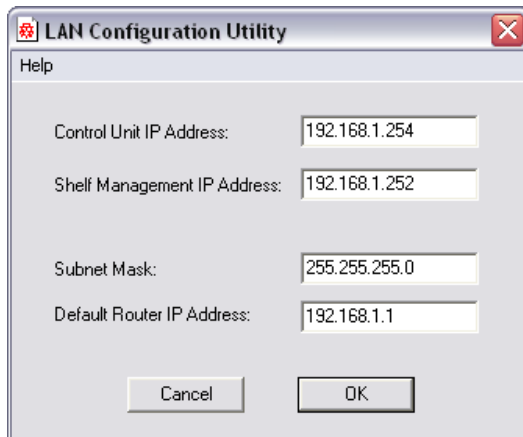 LAN Configuration Utility
Help
Control Unit IP Address: 192.168.1.254
Shelf Management IP Address: 192.168.1.252
Subnet Mask: 255.255.255.0
Default Router IP Address: 192.168.1.1
Cancel OK